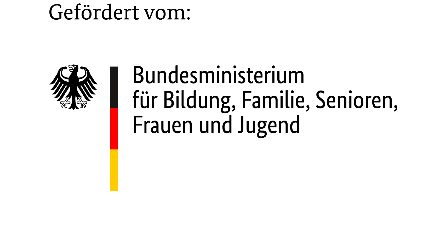 Gefördert vom:
Bundesministerium
für Bildung, Familie, Senioren,
Frauen und Jugend